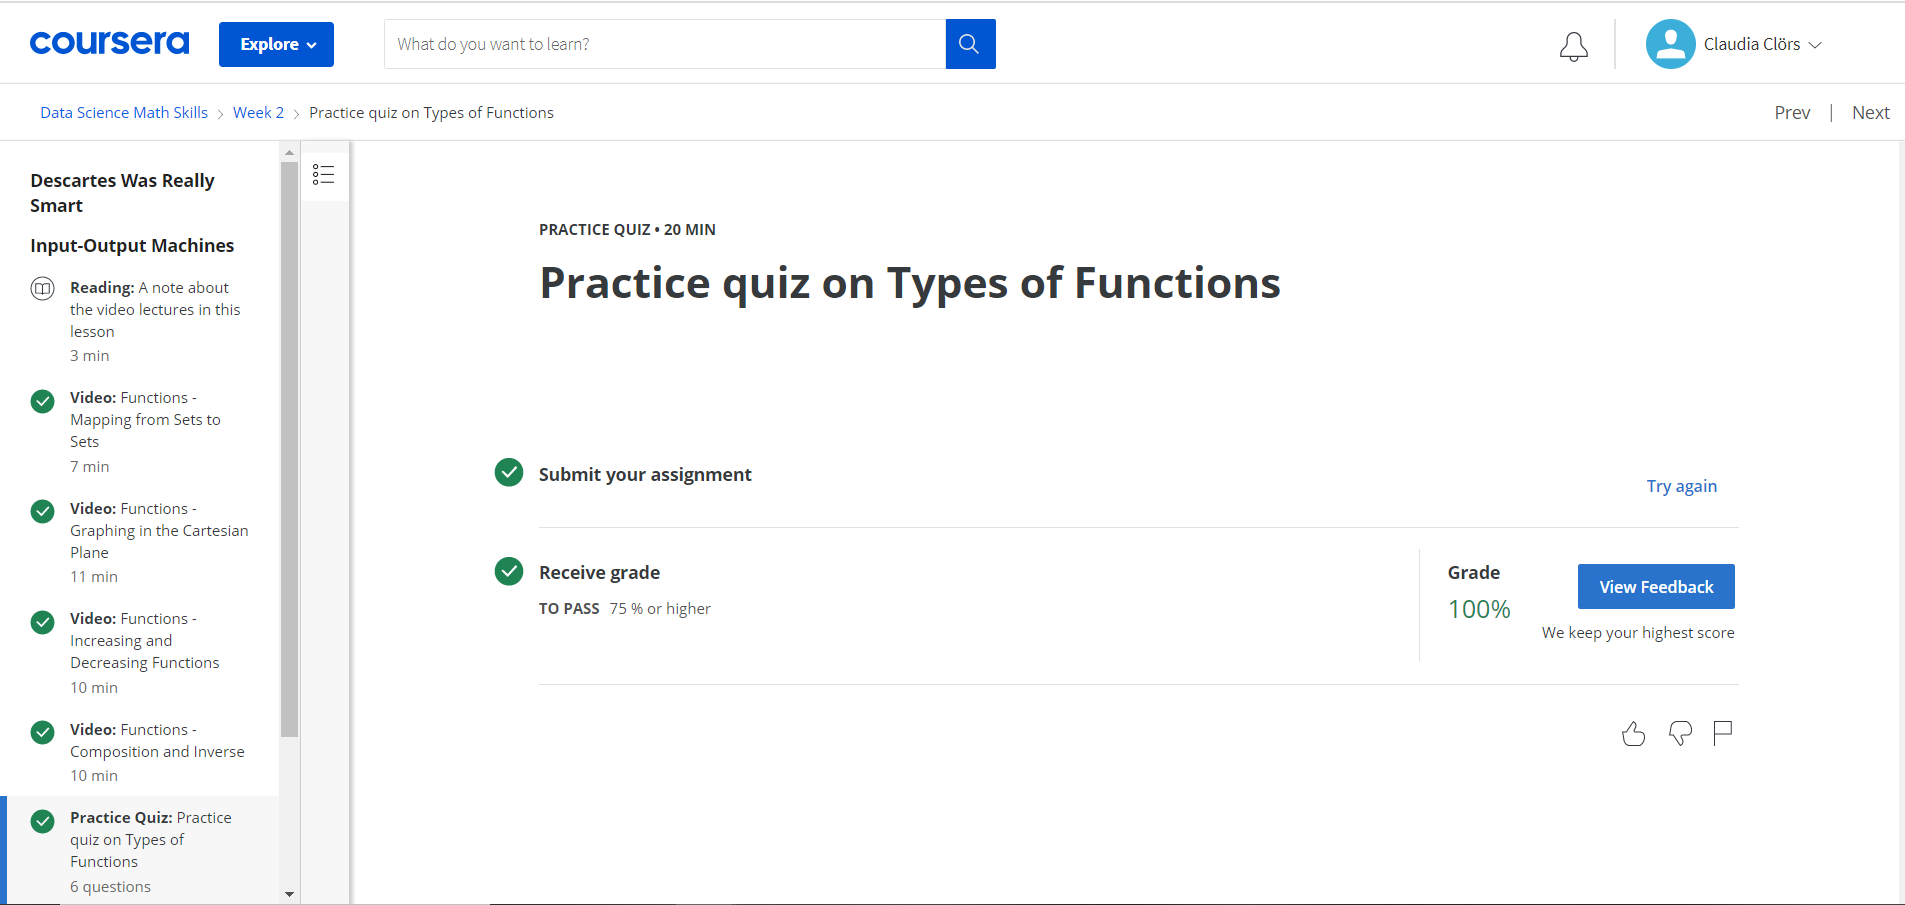 coursera
Explore
What do you want to learn?
Claudia Clörs
Data Science Math Skills
Week 2
Practice quiz on Types of Functions
Prev
|
Next
Descartes Was Really
Smart
Input-Output Machines
Reading: A note about
the video lectures in this
lesson
3 min
Video: Functions -
Mapping from Sets to
Sets
7 min
Video: Functions -
Graphing in the Cartesian
Plane
11 min
Video: Functions -
Increasing and
Decreasing Functions
10 min
Video: Functions -
Composition and Inverse
10 min
Practice Quiz: Practice
quiz on Types of
Functions
6 questions
PRACTICE QUIZ • 20 MIN
Practice quiz on Types of Functions
Submit your assignment
Try again
Receive grade
TO PASS 75 % or higher
Grade
100%
View Feedback
We keep your highest score